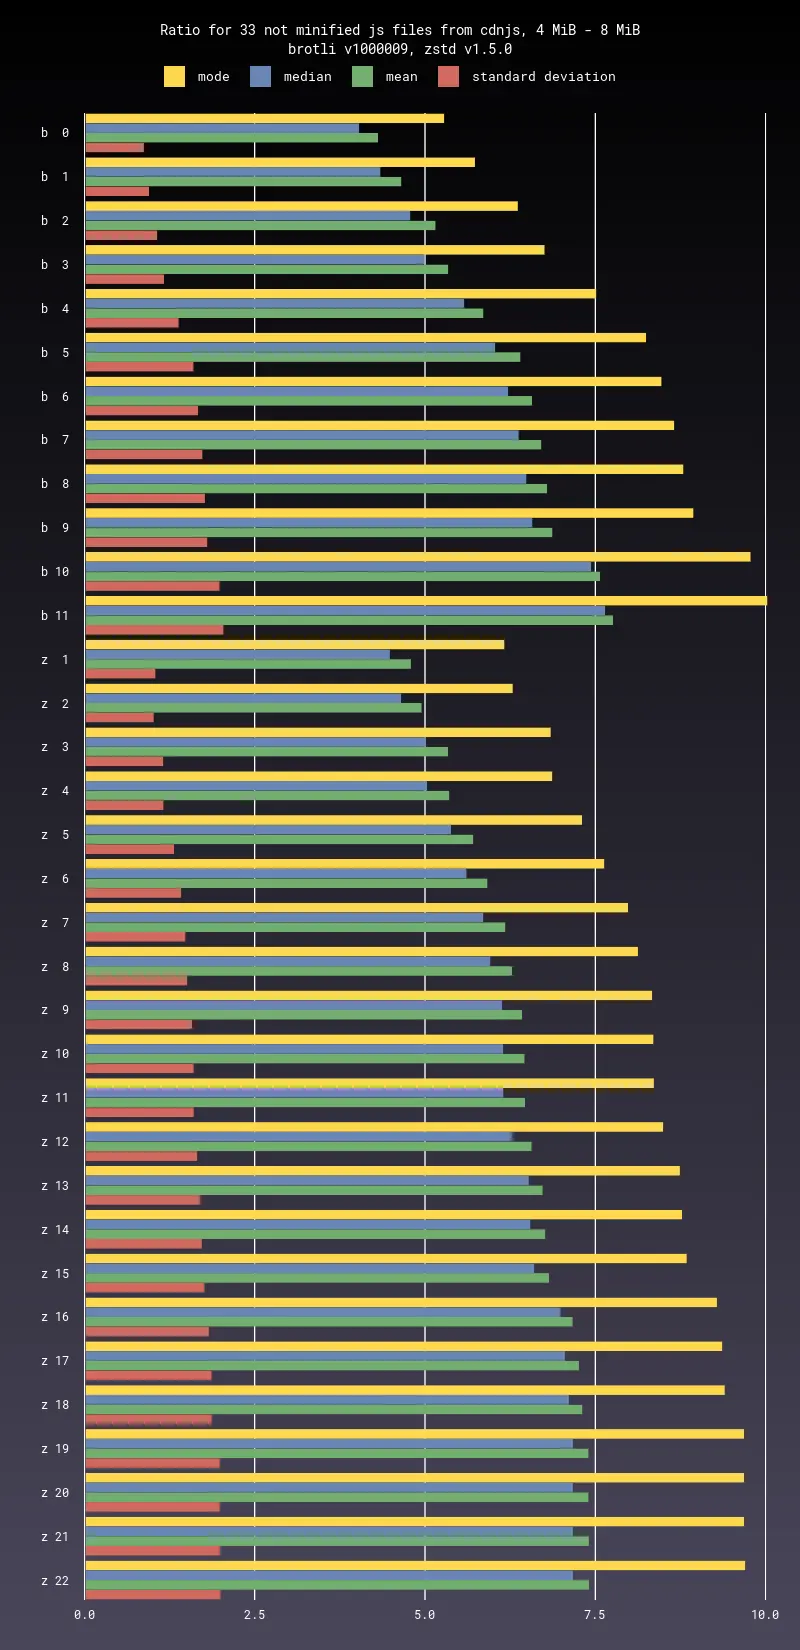 Ratio for 33 not minified js files from cdnjs, 4 MiB - 8 MiB
brotli v1000009, zstd v1.5.0
mode median mean standard deviation
b 0
b 1
b 2
b 3
b 4
b 5
b 6
b 7
b 8
b 9
b 10
b 11
z 1
z 2
z 3
z 4
z 5
z 6
z 7
z 8
z 9
z 10
z 11
z 12
z 13
z 14
z 15
z 16
z 17
z 18
z 19
z 20
z 21
z 22
0.0 2.5 5.0 7.5 10.0